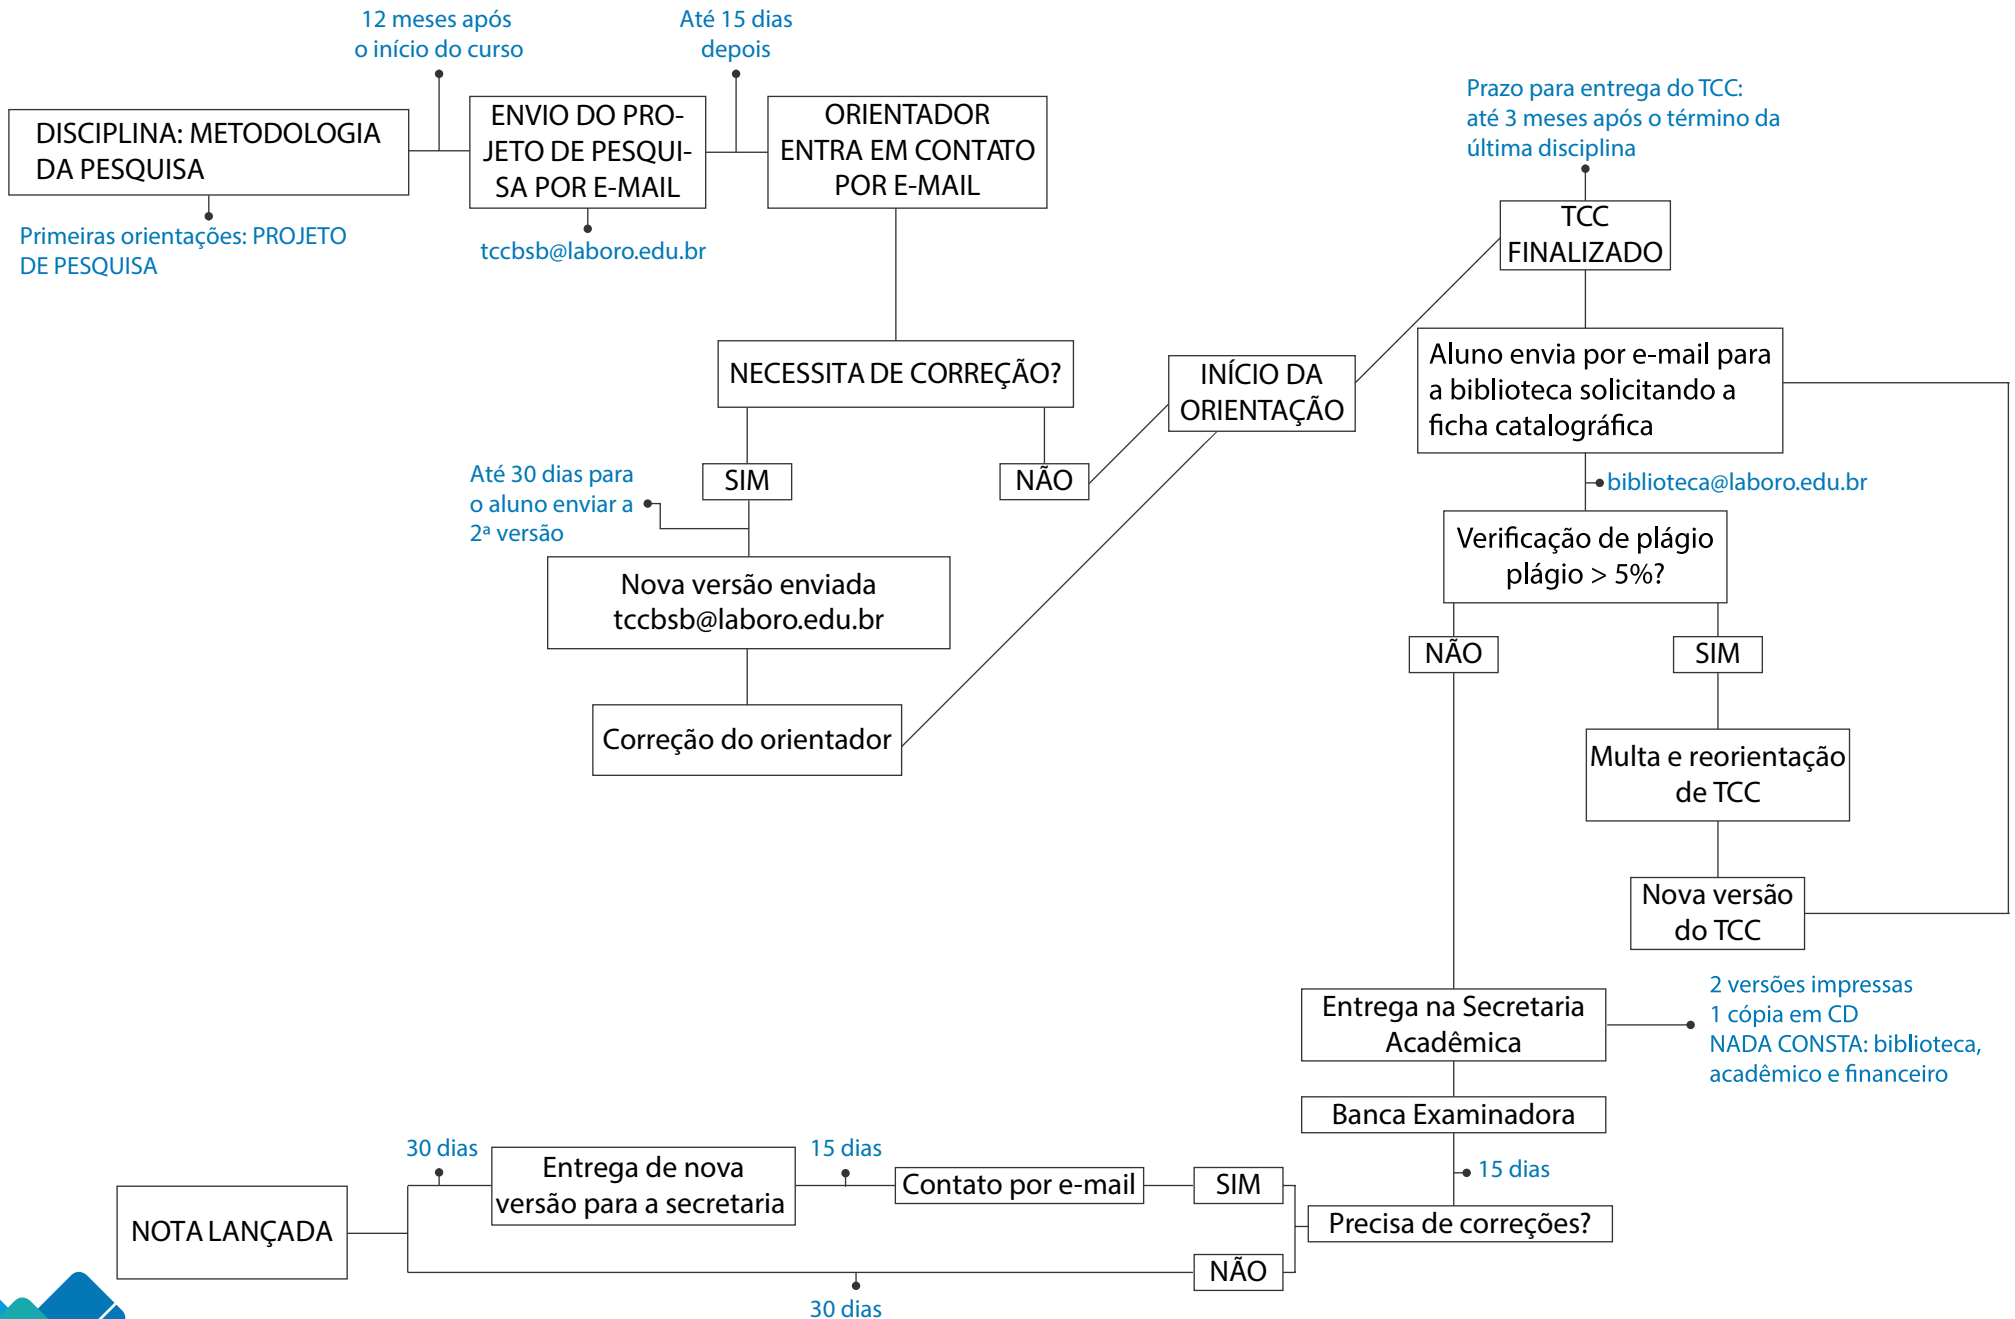 12 meses após
o início do curso
Até 15 dias
depois
DISCIPLINA: METODOLOGIA
DA PESQUISA
ENVIO DO PRO-
JETO DE PESQUI-
SA POR E-MAIL
ORIENTADOR
ENTRA EM CONTATO
POR E-MAIL
Primeiras orientações: PROJETO
DE PESQUISA
tccbsb@laboro.edu.br
Prazo para entrega do TCC:
até 3 meses após o término da
última disciplina
TCC
FINALIZADO
NECESSITA DE CORREÇÃO?
INÍCIO DA
ORIENTAÇÃO
Aluno envia por e-mail para
a biblioteca solicitando a
ficha catalográfica
SIM
NÃO
Até 30 dias para
o aluno enviar a
2ª versão
biblioteca@laboro.edu.br
Nova versão enviada
tccbsb@laboro.edu.br
Verificação de plágio
plágio > 5%?
NÃO
SIM
Correção do orientador
Multa e reorientação
de TCC
Nova versão
do TCC
Entrega na Secretaria
Acadêmica
2 versões impressas
1 cópia em CD
NADA CONSTA: biblioteca,
acadêmico e financeiro
Banca Examinadora
15 dias
Precisa de correções?
SIM
NÃO
Contato por e-mail
15 dias
Entrega de nova
versão para a secretaria
30 dias
NOTA LANÇADA
30 dias